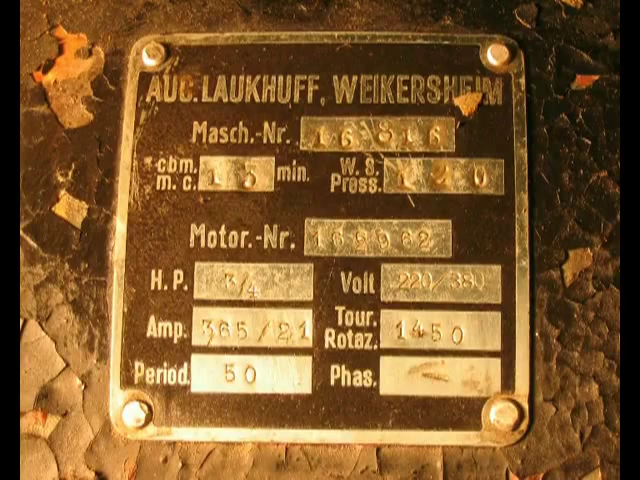 AUG. LAUKHUFF, WEIKERSHEIM
Masch.-Nr. 16816
cbm. m.c. 15 min. W.S. Press. 120
Motor.-Nr. 162962
H.P. 3/4 Volt 220/380
Amp. 365/21 Tour. Rotaz. 1450
Period. 50 Phas.